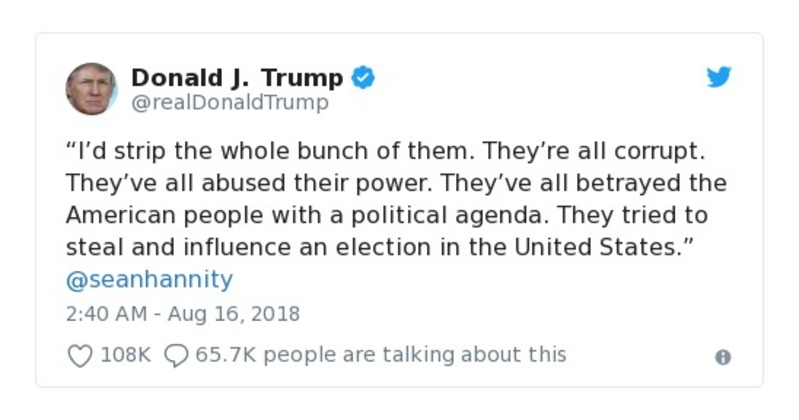 Donald J. Trump
@realDonaldTrump
“I’d strip the whole bunch of them. They’re all corrupt.
They’ve all abused their power. They’ve all betrayed the
American people with a political agenda. They tried to
steal and influence an election in the United States.”
@seanhannity
2:40 AM - Aug 16, 2018
108K 65.7K people are talking about this